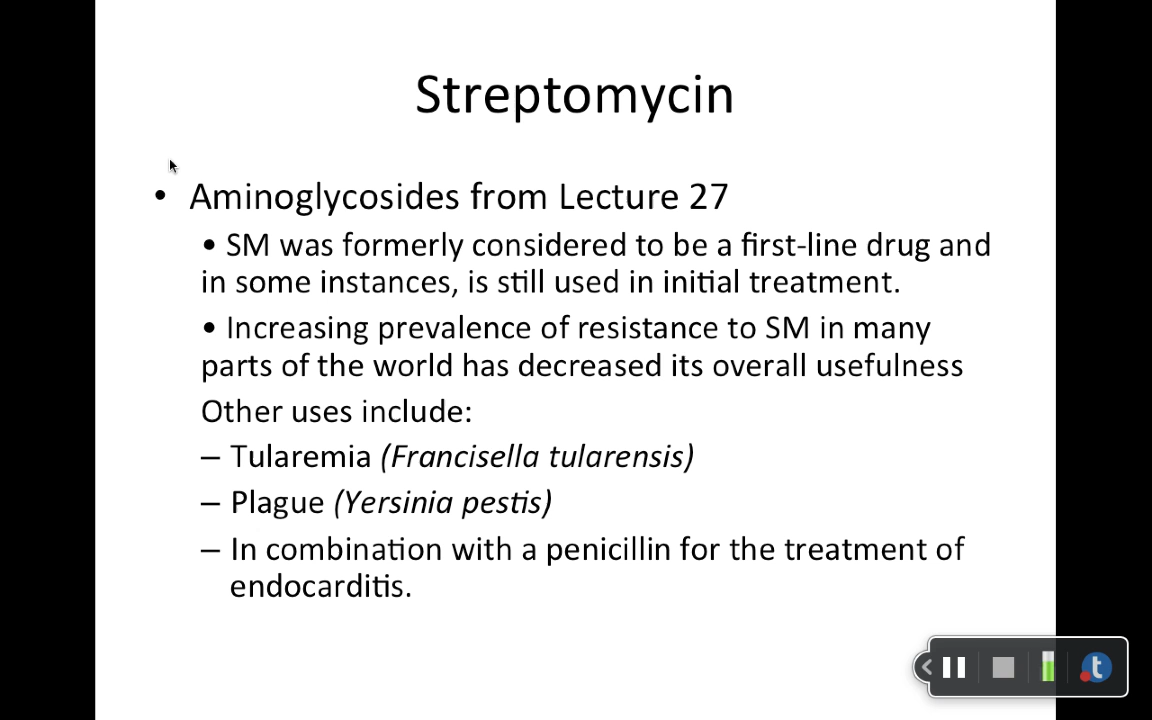 Streptomycin
• Aminoglycosides from Lecture 27
• SM was formerly considered to be a first-line drug and
in some instances, is still used in initial treatment.
• Increasing prevalence of resistance to SM in many
parts of the world has decreased its overall usefulness
Other uses include:
– Tularemia (Francisella tularensis)
– Plague (Yersinia pestis)
– In combination with a penicillin for the treatment of
endocarditis.
t